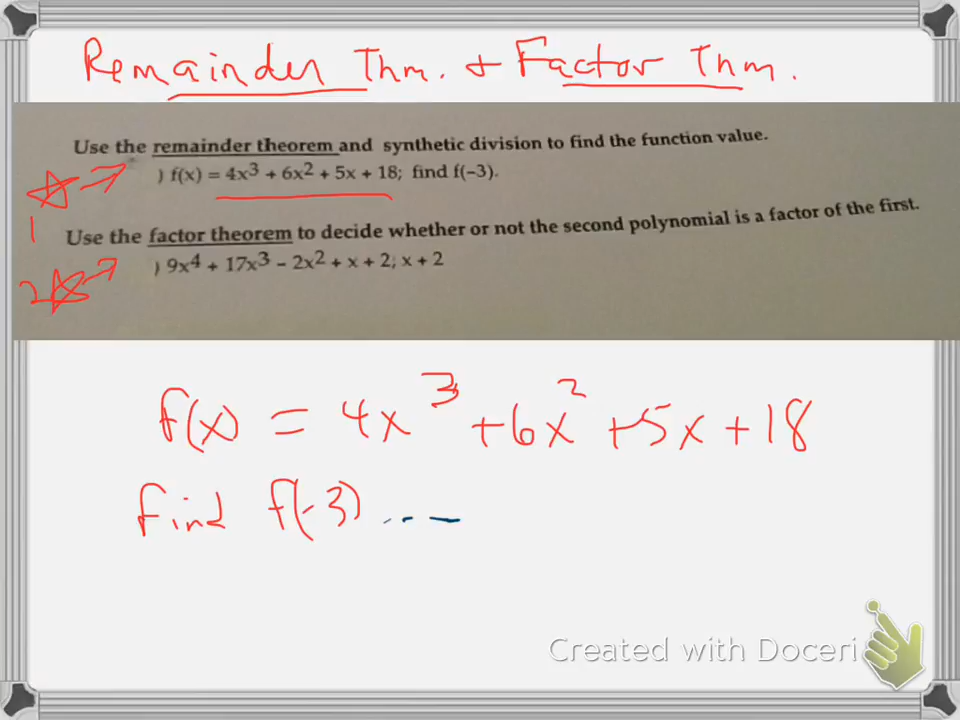 Remainder Thm. + Factor Thm.
Use the remainder theorem and synthetic division to find the function value.
) f(x) = 4x³ + 6x² + 5x + 18; find f(−3).
1
Use the factor theorem to decide whether or not the second polynomial is a factor of the first.
2
) 9x⁴ + 17x³ − 2x² + x + 2; x + 2
f(x) = 4x³ + 6x² + 5x + 18
Find f(-3)
Created with Doceri